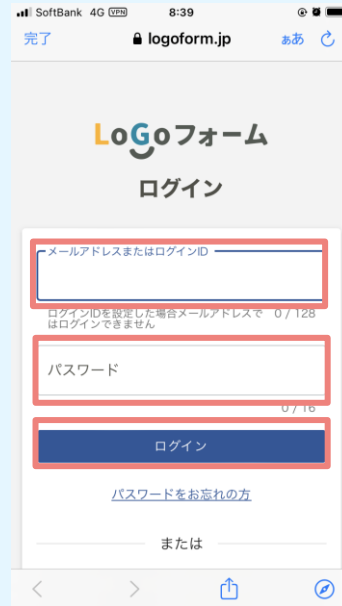 SoftBank 4G VPN 8:39
完了 logoform.jp ぁあ
LoGoフォーム
ログイン
メールアドレスまたはログインID
ログインIDを設定した場合メールアドレスで 0 / 128
はログインできません
パスワード
0 / 16
ログイン
パスワードをお忘れの方
または